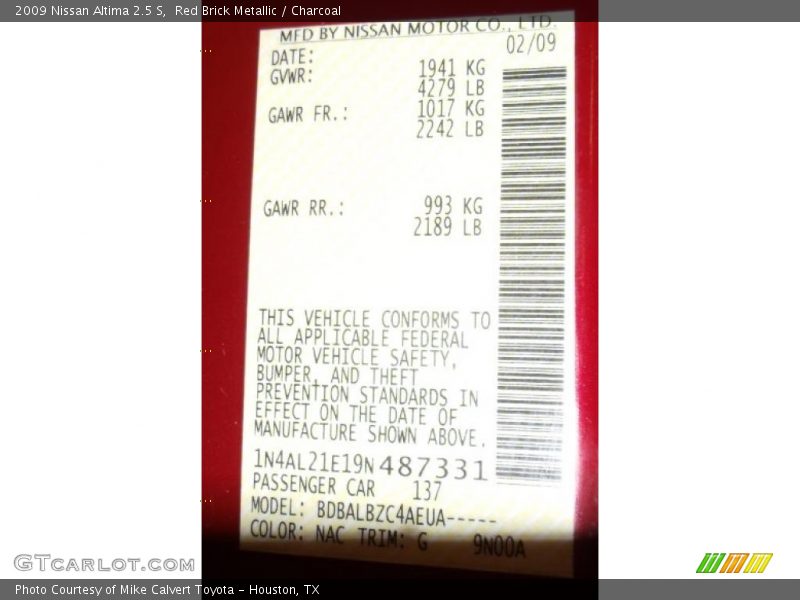 2009 Nissan Altima 2.5 S,  Red Brick Metallic / Charcoal
MFD BY NISSAN MOTOR CO., LTD.
DATE: 02/09
GVWR: 1941 KG
4279 LB
GAWR FR.: 1017 KG
2242 LB
GAWR RR.: 993 KG
2189 LB
THIS VEHICLE CONFORMS TO
ALL APPLICABLE FEDERAL
MOTOR VEHICLE SAFETY,
BUMPER, AND THEFT
PREVENTION STANDARDS IN
EFFECT ON THE DATE OF
MANUFACTURE SHOWN ABOVE.
1N4AL21E19N487331
PASSENGER CAR 137
MODEL: BDBALBZC4AEUA-----
COLOR: NAC TRIM: G 9N00A
GTCARLOT.COM
Photo Courtesy of Mike Calvert Toyota - Houston, TX